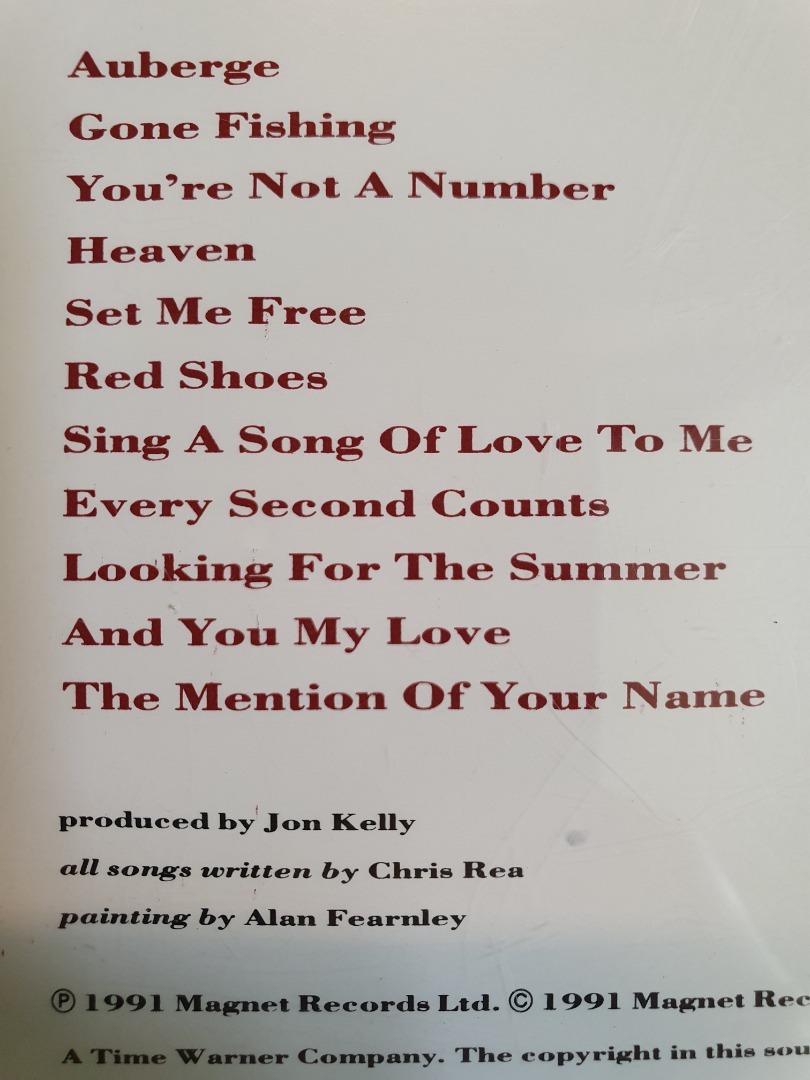 Auberge
Gone Fishing
You're Not A Number
Heaven
Set Me Free
Red Shoes
Sing A Song Of Love To Me
Every Second Counts
Looking For The Summer
And You My Love
The Mention Of Your Name
produced by Jon Kelly
all songs written by Chris Rea
painting by Alan Fearnley
℗ 1991 Magnet Records Ltd. © 1991 Magnet Rec
A Time Warner Company. The copyright in this sou